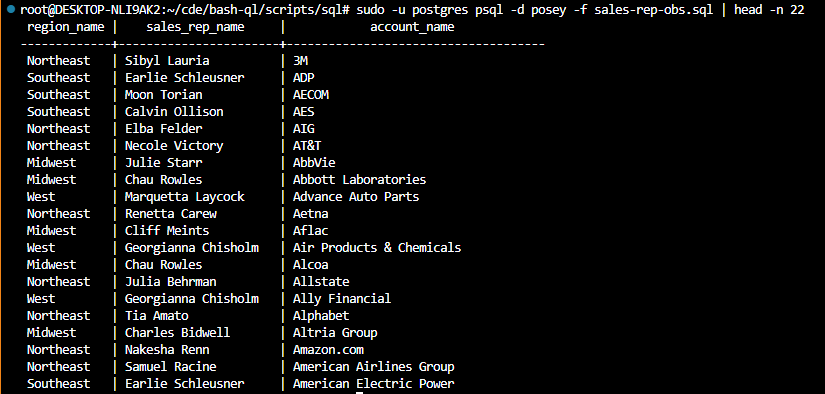 root@DESKTOP-NLI9AK2:~/cde/bash-ql/scripts/sql# sudo -u postgres psql -d posey -f sales-rep-obs.sql | head -n 22
 region_name |    sales_rep_name    |            account_name
-------------+---------------------+---------------------------------
 Northeast   | Sibyl Lauria        | 3M
 Southeast   | Earlie Schleusner   | ADP
 Southeast   | Moon Torian         | AECOM
 Southeast   | Calvin Ollison      | AES
 Northeast   | Elba Felder         | AIG
 Northeast   | Necole Victory      | AT&T
 Midwest     | Julie Starr         | AbbVie
 Midwest     | Chau Rowles         | Abbott Laboratories
 West        | Marquetta Laycock   | Advance Auto Parts
 Northeast   | Renetta Carew       | Aetna
 Midwest     | Cliff Meints        | Aflac
 West        | Georgianna Chisholm | Air Products & Chemicals
 Midwest     | Chau Rowles         | Alcoa
 Northeast   | Julia Behrman       | Allstate
 West        | Georgianna Chisholm | Ally Financial
 Northeast   | Tia Amato           | Alphabet
 Midwest     | Charles Bidwell     | Altria Group
 Northeast   | Nakesha Renn        | Amazon.com
 Northeast   | Samuel Racine       | American Airlines Group
 Southeast   | Earlie Schleusner   | American Electric Power